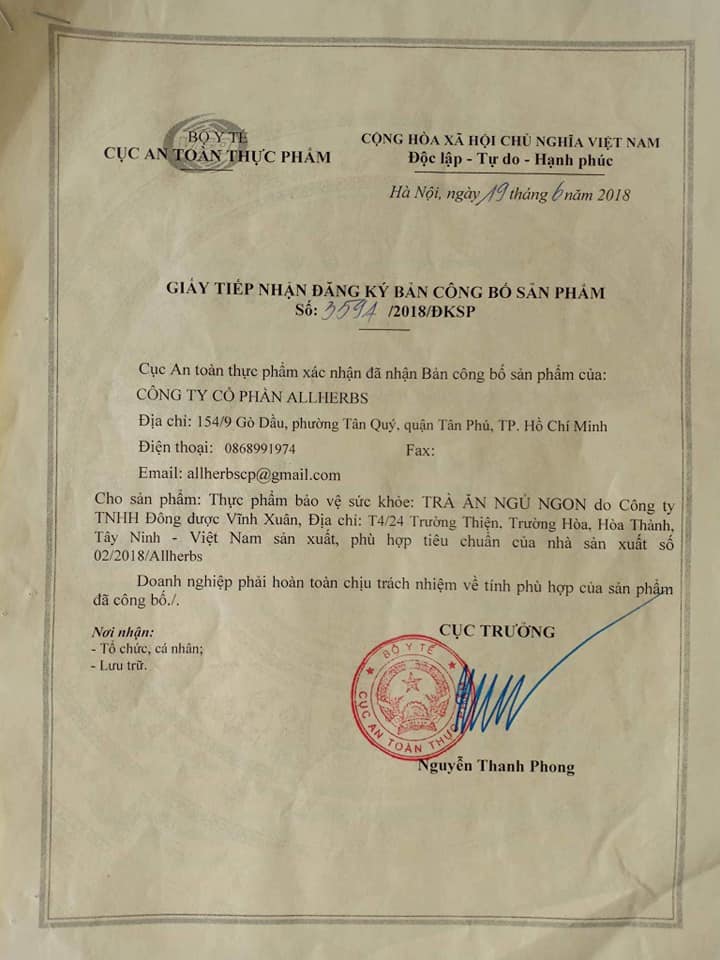 BỘ Y TẾ
CỤC AN TOÀN THỰC PHẨM
CỘNG HÒA XÃ HỘI CHỦ NGHĨA VIỆT NAM
Độc lập - Tự do - Hạnh phúc
Hà Nội, ngày 19 tháng 6 năm 2018
GIẤY TIẾP NHẬN ĐĂNG KÝ BẢN CÔNG BỐ SẢN PHẨM
Số: 3594 /2018/ĐKSP
Cục An toàn thực phẩm xác nhận đã nhận Bản công bố sản phẩm của:
CÔNG TY CỔ PHẦN ALLHERBS
Địa chỉ: 154/9 Gò Dầu, phường Tân Quý, quận Tân Phú, TP. Hồ Chí Minh
Điện thoại: 0868991974 Fax:
Email: allherbscp@gmail.com
Cho sản phẩm: Thực phẩm bảo vệ sức khỏe: TRÀ ĂN NGỦ NGON do Công ty
TNHH Đông dược Vĩnh Xuân, Địa chỉ: T4/24 Trường Thiện, Trường Hòa, Hòa Thành,
Tây Ninh - Việt Nam sản xuất, phù hợp tiêu chuẩn của nhà sản xuất số
02/2018/Allherbs
Doanh nghiệp phải hoàn toàn chịu trách nhiệm về tính phù hợp của sản phẩm
đã công bố./.
Nơi nhận:
- Tổ chức, cá nhân;
- Lưu trữ.
CỤC TRƯỞNG
BỘ Y TẾ
CỤC AN TOÀN THỰC
Nguyễn Thanh Phong